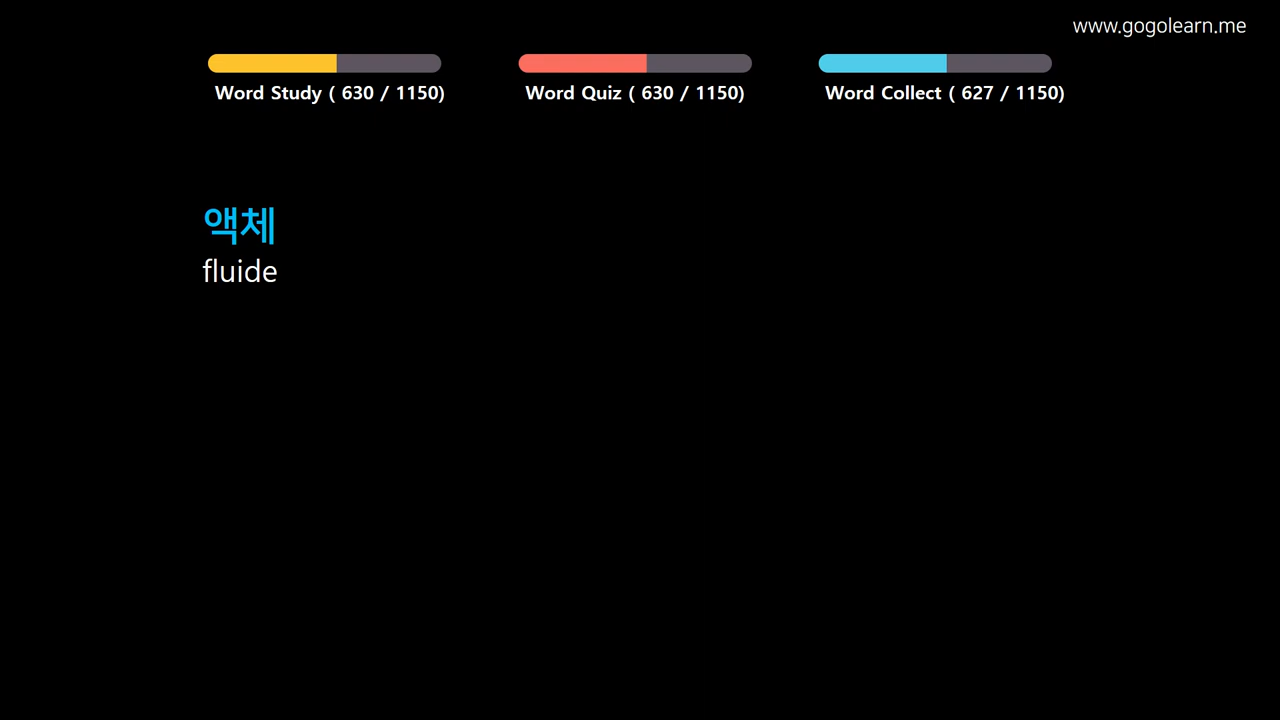 www.gogolearn.me
Word Study ( 630 / 1150)
Word Quiz ( 630 / 1150)
Word Collect ( 627 / 1150)
액체
fluide